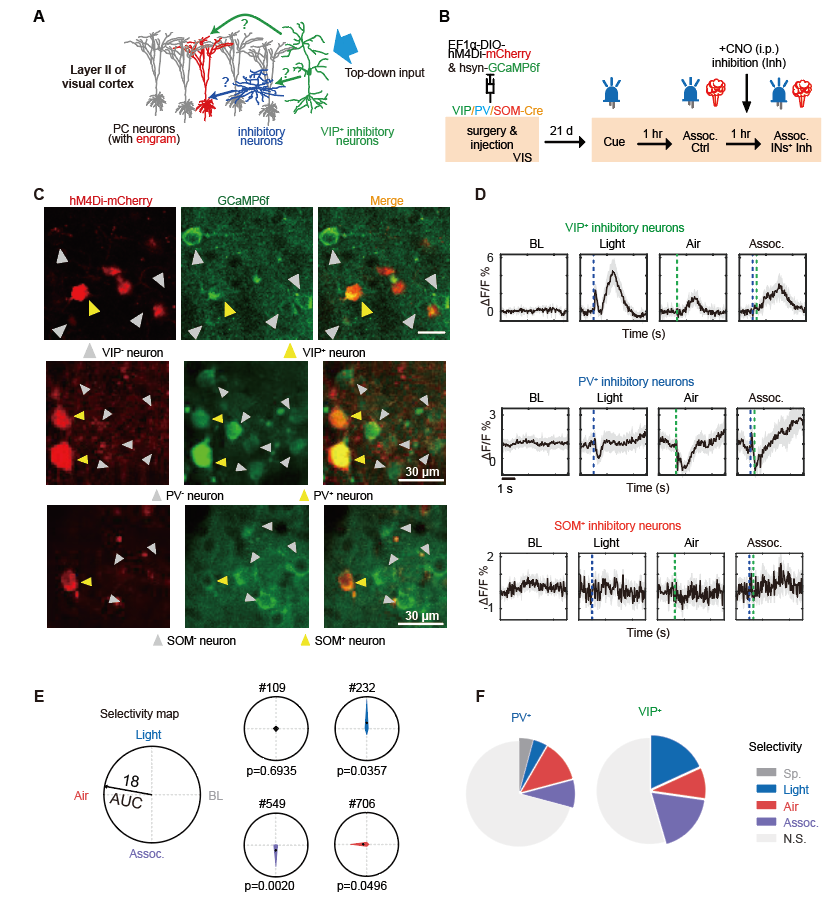 A
?
?
?
Layer II of
visual cortex
Top-down input
PC neurons
(with engram)
inhibitory
neurons
VIP⁺ inhibitory
neurons
B
EF1α-DIO-
hM4Di-mCherry
& hsyn-GCaMP6f
VIP/PV/SOM-Cre
surgery &
injection
VIS
21 d
+CNO (i.p.)
inhibition (Inh)
Cue
1 hr
Assoc.
Ctrl
1 hr
Assoc.
INs⁺ Inh
C
hM4Di-mCherry
GCaMP6f
Merge
VIP⁻ neuron
VIP⁺ neuron
30 µm
PV⁻ neuron
PV⁺ neuron
30 µm
SOM⁻ neuron
SOM⁺ neuron
D
VIP⁺ inhibitory neurons
BL
Light
Air
Assoc.
6
0
ΔF/F %
Time (s)
PV⁺ inhibitory neurons
BL
Light
Air
Assoc.
3
0
ΔF/F %
1 s
Time (s)
SOM⁺ inhibitory neurons
BL
Light
Air
Assoc.
2
-1
ΔF/F %
Time (s)
E
Selectivity map
Light
Air
18
AUC
BL
Assoc.
#109
p=0.6935
#232
p=0.0357
#549
p=0.0020
#706
p=0.0496
F
PV⁺
VIP⁺
Selectivity
Sp.
Light
Air
Assoc.
N.S.